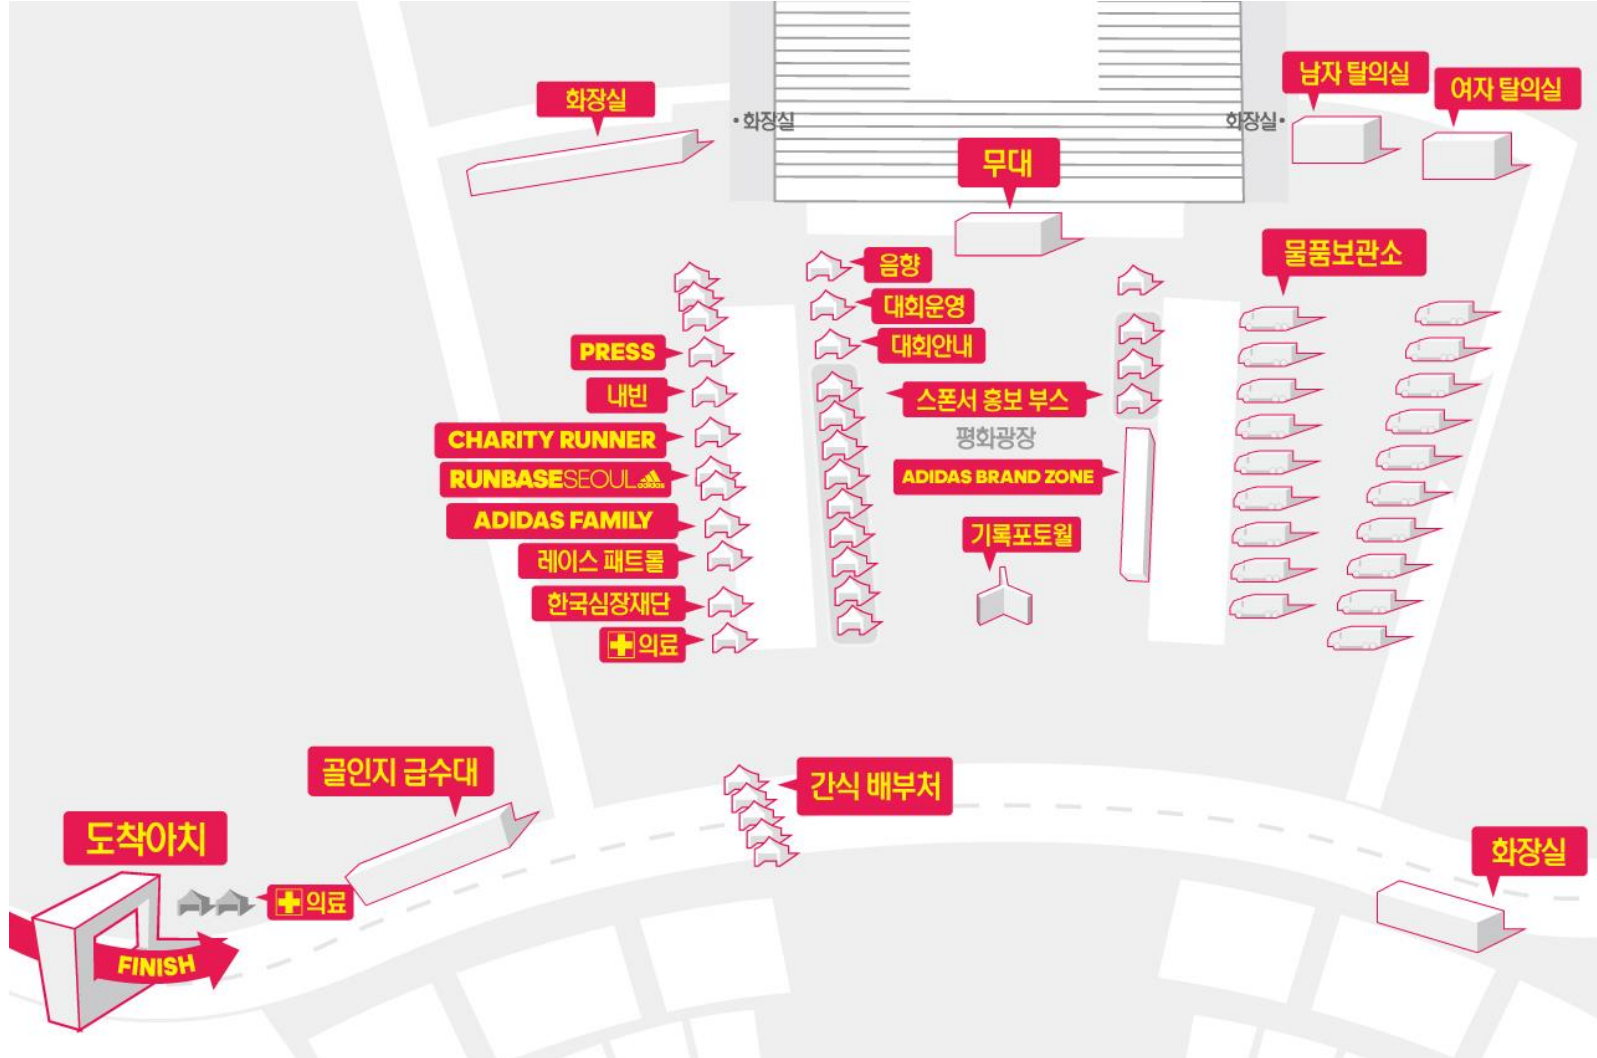 남자 탈의실
여자 탈의실
화장실
화장실
화장실
무대
물품보관소
음향
대회운영
대회안내
PRESS
내빈
스폰서 홍보 부스
CHARITY RUNNER
평화광장
RUNBASESEOUL adidas
ADIDAS BRAND ZONE
ADIDAS FAMILY
기록포토월
레이스 패트롤
한국심장재단
의료
골인지 급수대
간식 배부처
도착아치
화장실
의료
FINISH